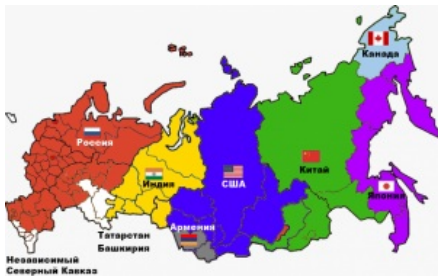 Канада
Россия
Индия
США
Китай
Япония
Армения
Татарстан
Башкирия
Независимый
Северный Кавказ